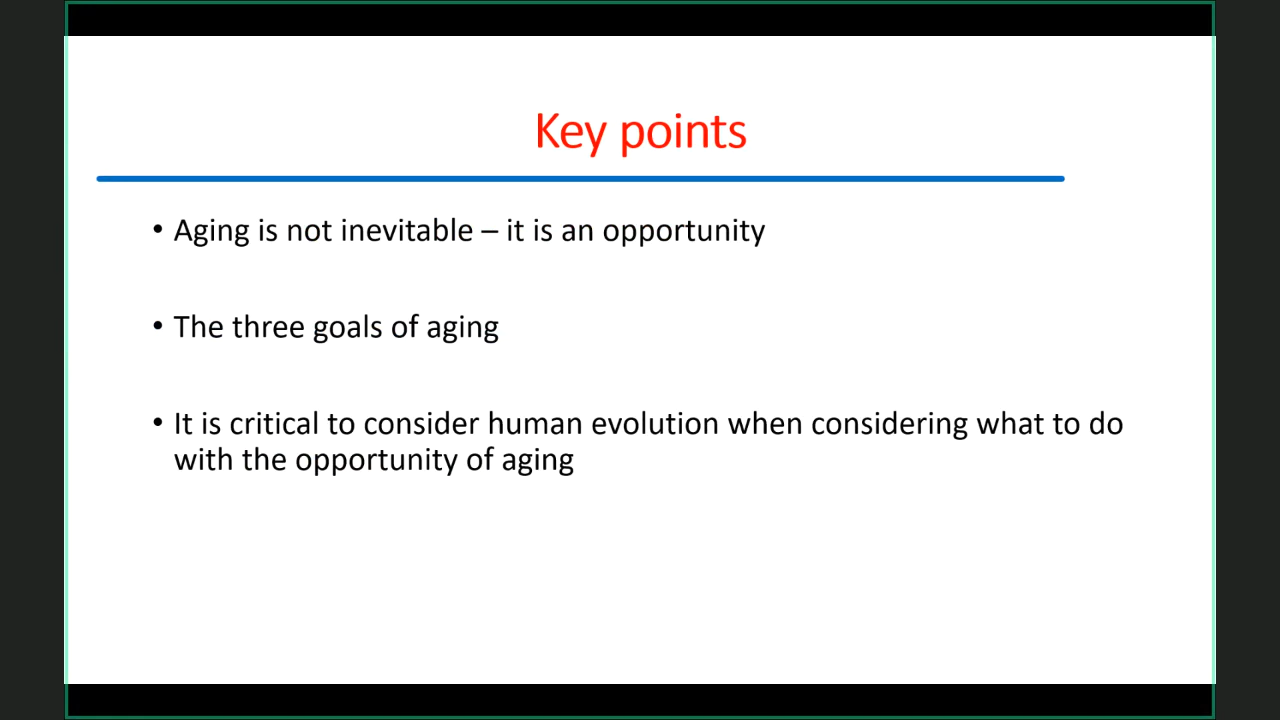 Key points
• Aging is not inevitable – it is an opportunity
• The three goals of aging
• It is critical to consider human evolution when considering what to do
with the opportunity of aging